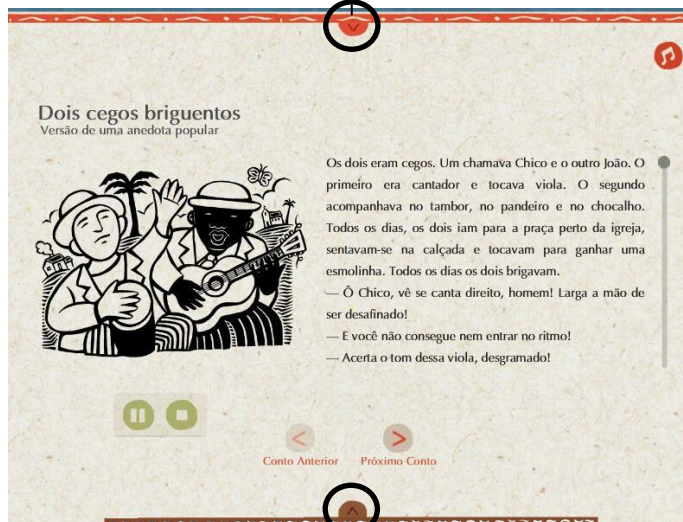 Dois cegos briguentos
Versão de uma anedota popular
Os dois eram cegos. Um chamava Chico e o outro João. O
primeiro era cantador e tocava viola. O segundo
acompanhava no tambor, no pandeiro e no chocalho.
Todos os dias, os dois iam para a praça perto da igreja,
sentavam-se na calçada e tocavam para ganhar uma
esmolinha. Todos os dias os dois brigavam.
— Ô Chico, vê se canta direito, homem! Larga a mão de
ser desafinado!
— E você não consegue nem entrar no ritmo!
— Acerta o tom dessa viola, desgramado!
Conto Anterior
Próximo Conto